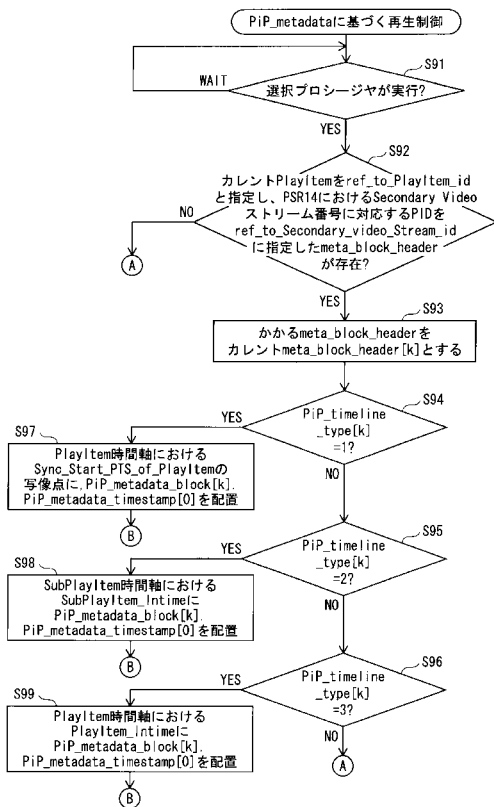 PiP_metadataに基づく再生制御
S91
WAIT
選択プロシージャが実行?
YES
S92
カレントPlayItemをref_to_PlayItem_id
と指定し、PSR14におけるSecondary Video
ストリーム番号に対応するPIDを
ref_to_Secondary_video_Stream_id
に指定したmeta_block_header
が存在?
NO
A
YES
S93
かかるmeta_block_headerを
カレントmeta_block_header[k]とする
S94
PiP_timeline
_type[k]
=1?
YES
S97
PlayItem時間軸における
Sync_Start_PTS_of_PlayItemの
写像点に,PiP_metadata_block[k].
PiP_metadata_timestamp[0]を配置
B
NO
S95
PiP_timeline
_type[k]
=2?
YES
S98
SubPlayItem時間軸における
SubPlayItem_Intimeに
PiP_metadata_block[k].
PiP_metadata_timestamp[0]を配置
B
NO
S96
PiP_timeline
_type[k]
=3?
YES
S99
PlayItem時間軸における
PlayItem_Intimeに
PiP_metadata_block[k].
PiP_metadata_timestamp[0]を配置
B
NO
A